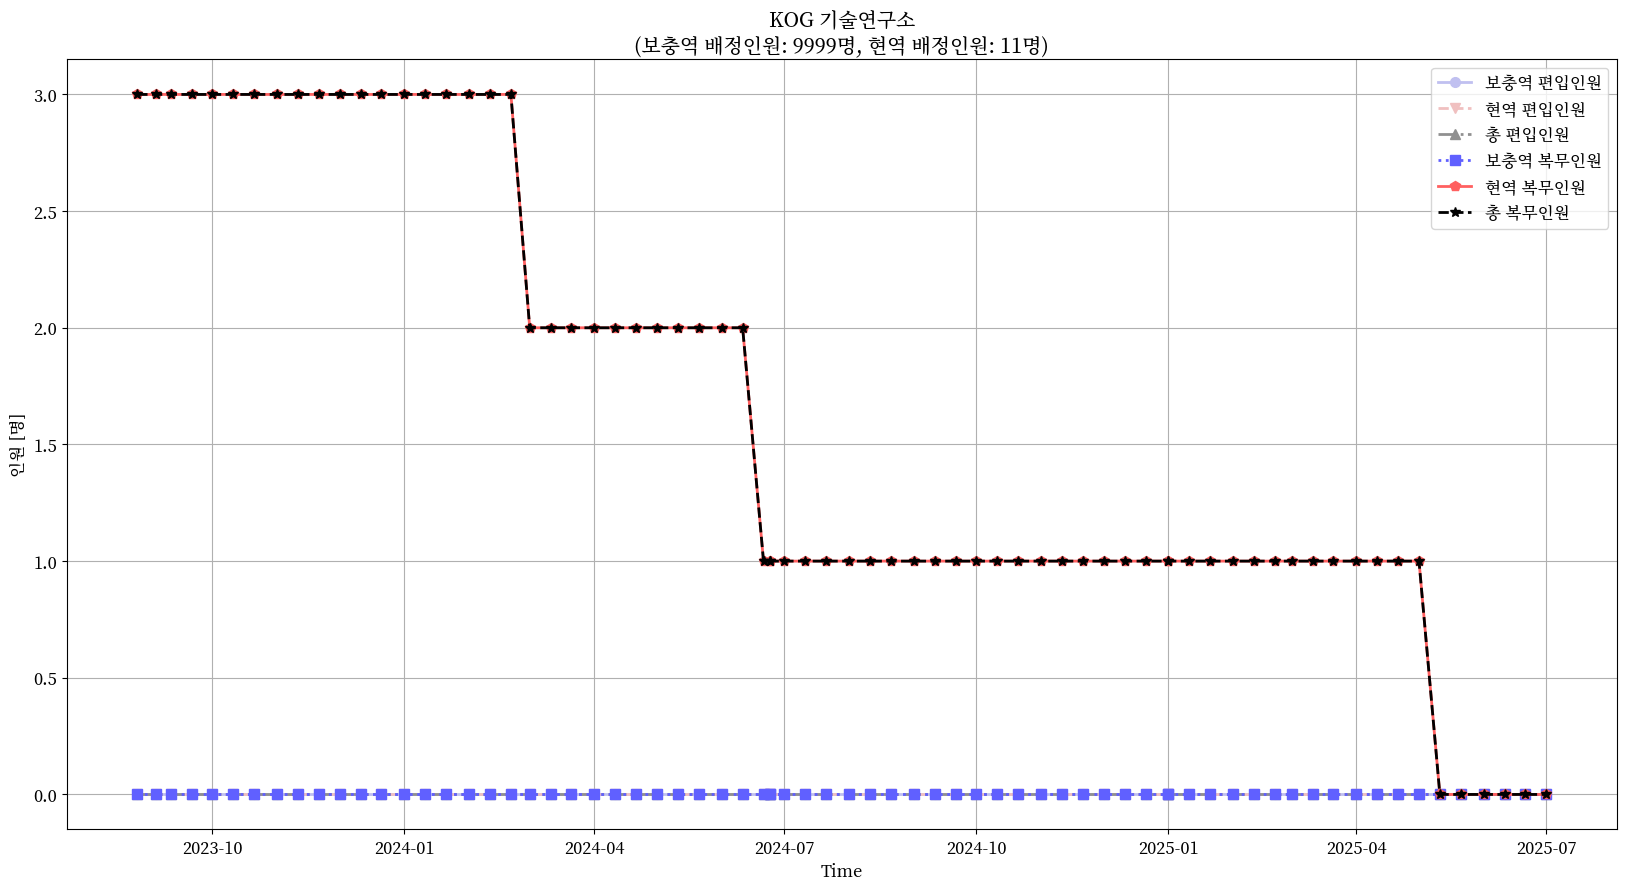 KOG 기술연구소
(보충역 배정인원: 9999명, 현역 배정인원: 11명)
보충역 편입인원
현역 편입인원
총 편입인원
보충역 복무인원
현역 복무인원
총 복무인원
인원 [명]
3.0
2.5
2.0
1.5
1.0
0.5
0.0
2023-10
2024-01
2024-04
2024-07
2024-10
2025-01
2025-04
2025-07
Time